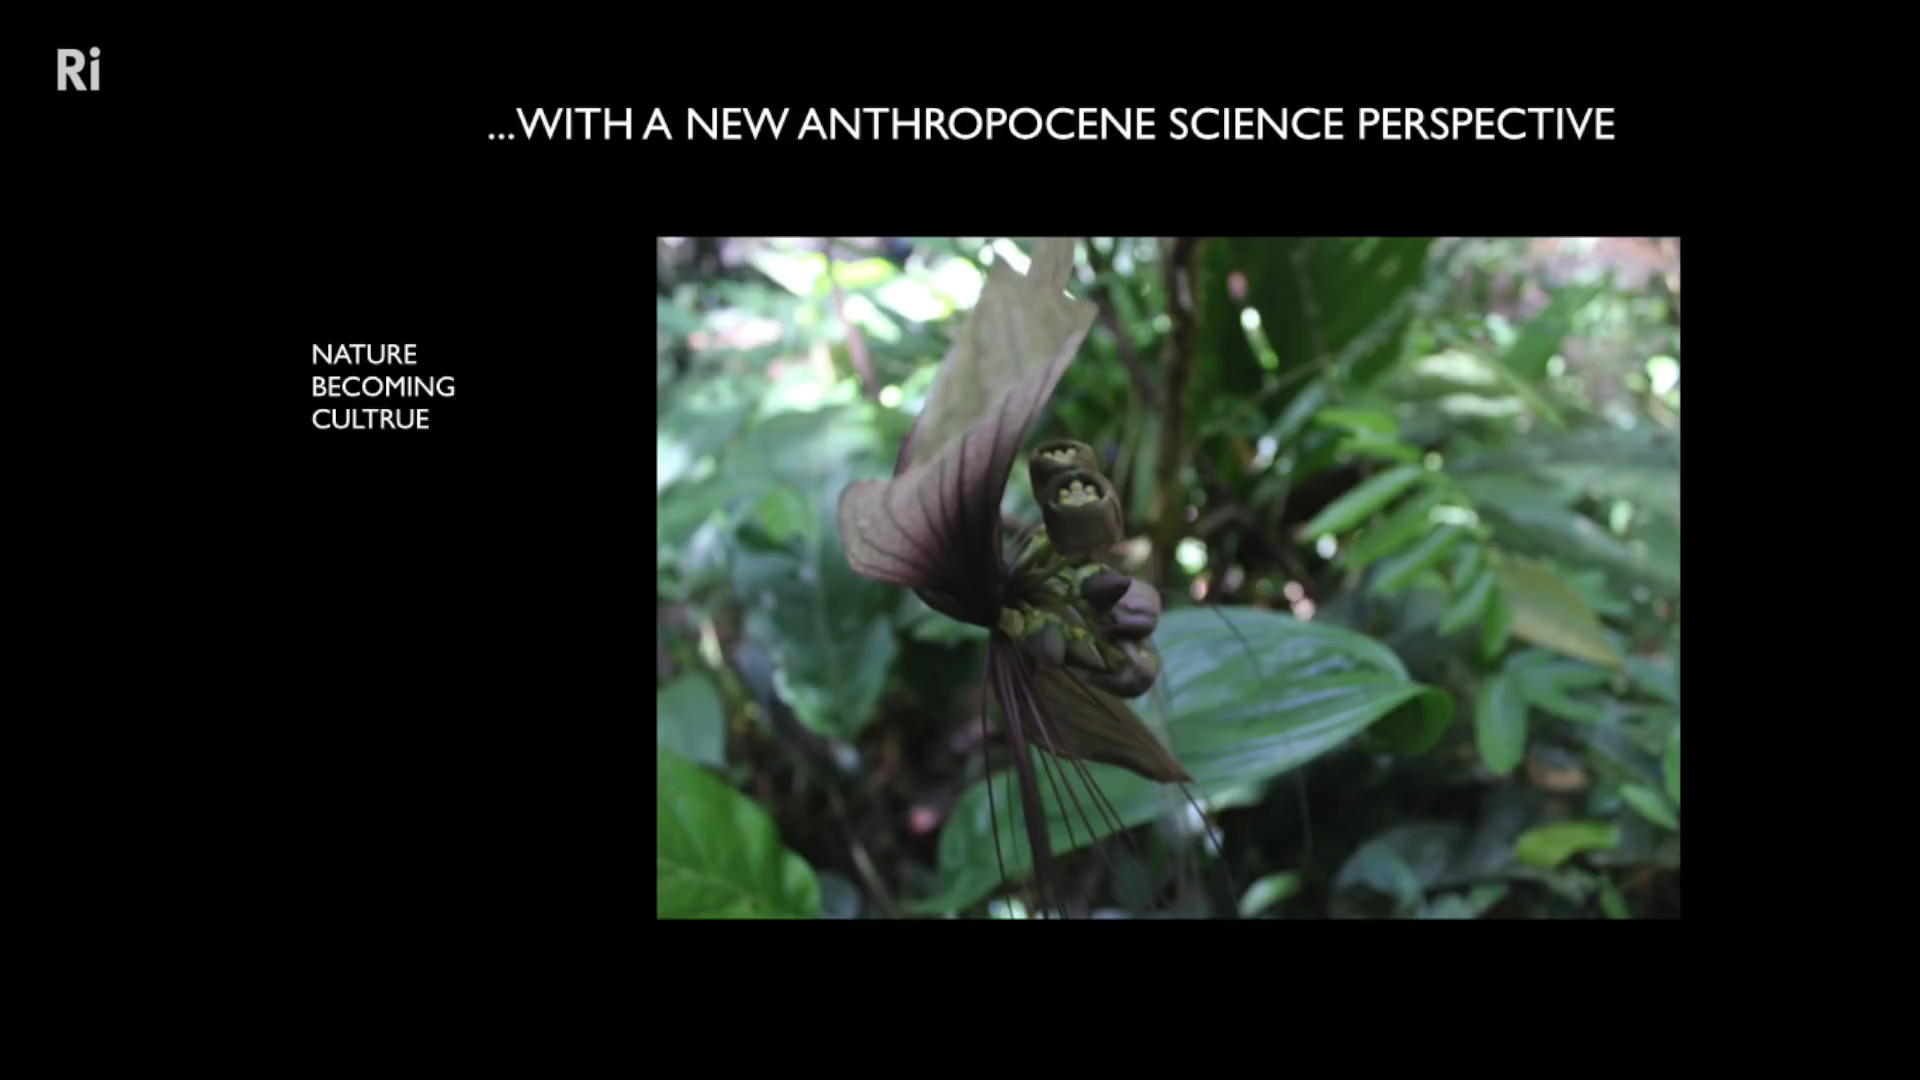 Ri
...WITH A NEW ANTHROPOCENE SCIENCE PERSPECTIVE
NATURE
BECOMING
CULTRUE